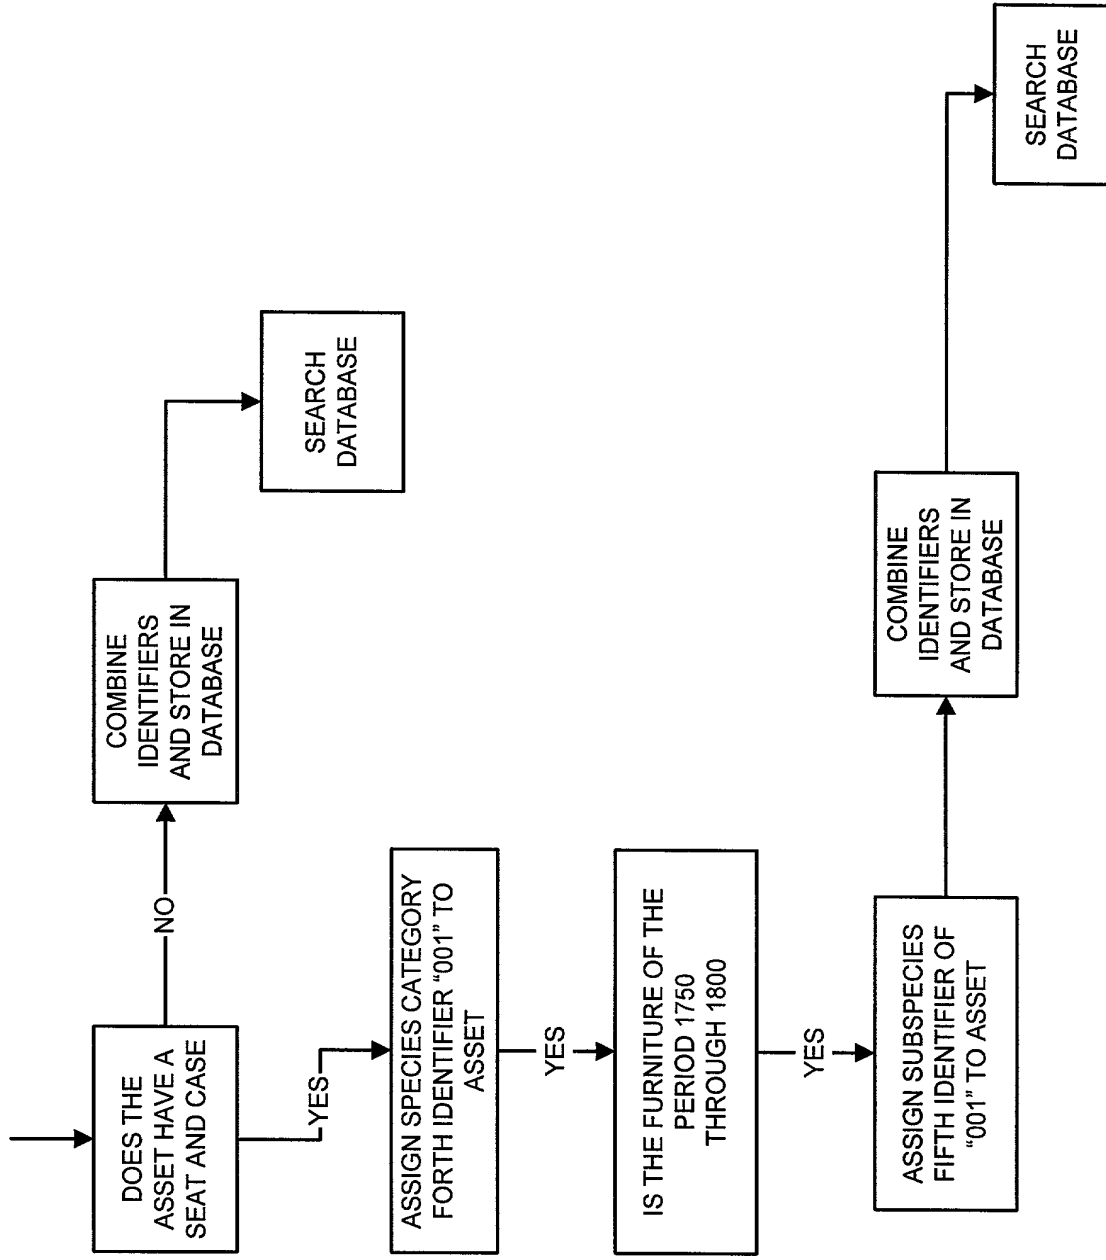 DOES THE
ASSET HAVE A
SEAT AND CASE
NO
COMBINE
IDENTIFIERS
AND STORE IN
DATABASE
SEARCH
DATABASE
YES
ASSIGN SPECIES CATEGORY
FORTH IDENTIFIER "001" TO
ASSET
YES
IS THE FURNITURE OF THE
PERIOD 1750
THROUGH 1800
YES
ASSIGN SUBSPECIES
FIFTH IDENTIFIER OF
"001" TO ASSET
COMBINE
IDENTIFIERS
AND STORE IN
DATABASE
SEARCH
DATABASE